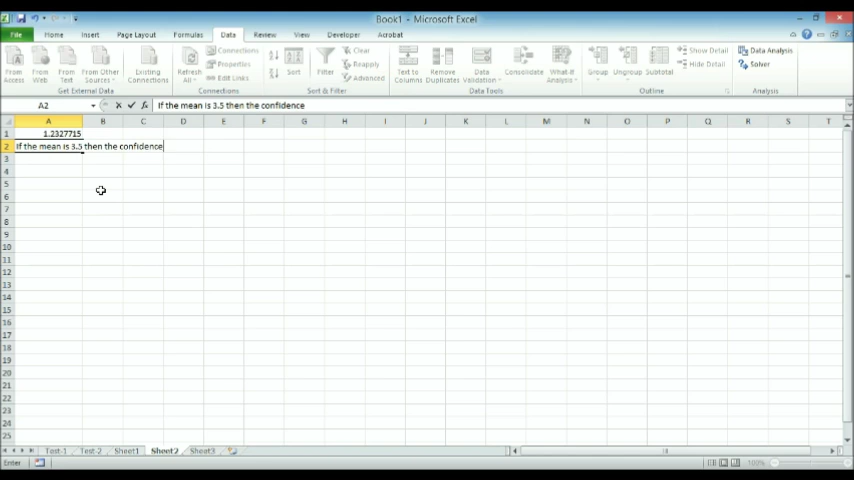 Book1 - Microsoft Excel
File Home Insert Page Layout Formulas Data Review View Developer Acrobat
From Access
From Web
From Text
From Other Sources
Existing Connections
Get External Data
Refresh All
Connections
Properties
Edit Links
Connections
Sort
Filter
Clear
Reapply
Advanced
Sort & Filter
Text to Columns
Remove Duplicates
Data Validation
Consolidate
What-If Analysis
Data Tools
Group
Ungroup
Subtotal
Show Detail
Hide Detail
Outline
Data Analysis
Solver
Analysis
A2 fx If the mean is 3.5 then the confidence
A B C D E F G H I J K L M N O P Q R S T
1 1.2327715
2 If the mean is 3.5 then the confidence
3
4
5
6
7
8
9
10
11
12
13
14
15
16
17
18
19
20
21
22
23
24
25
Test-1 Test-2 Sheet1 Sheet2 Sheet3
Enter 100%